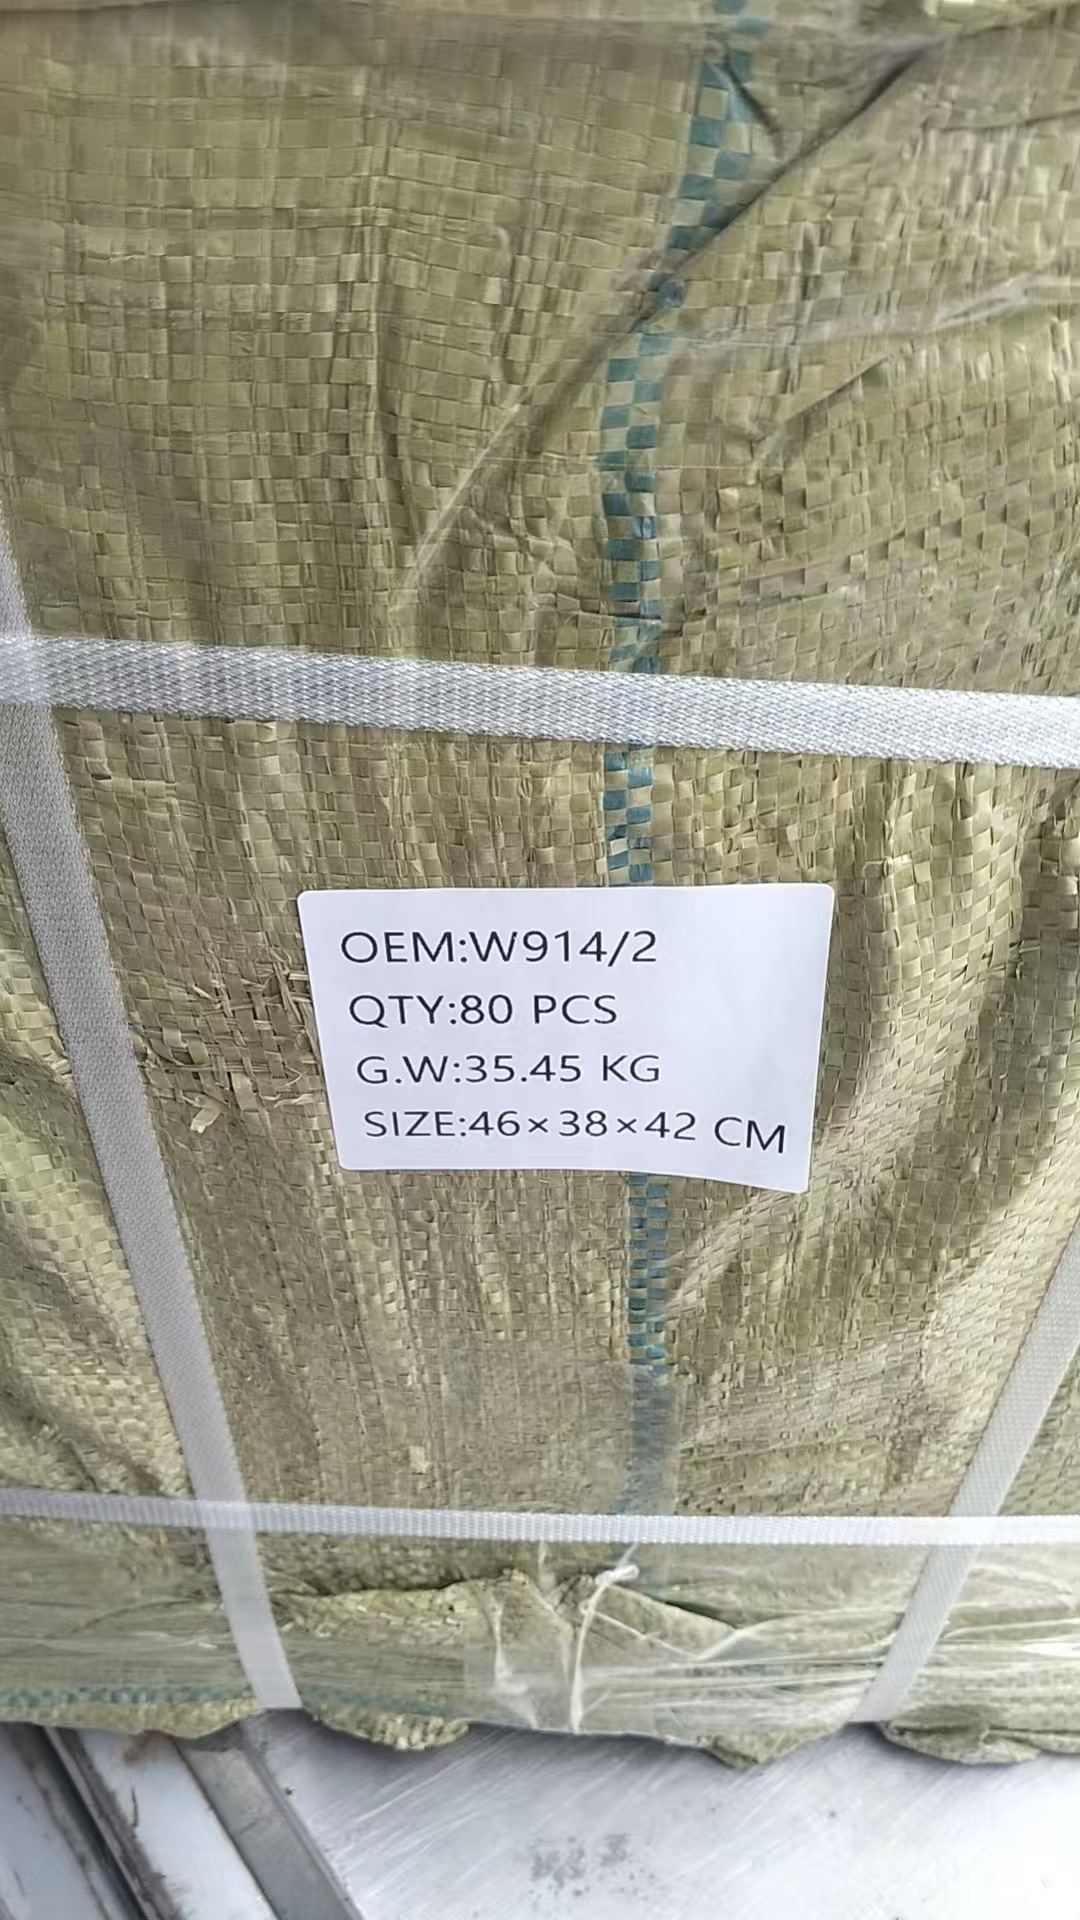 OEM:W914/2
QTY:80 PCS
G.W:35.45 KG
SIZE:46×38×42 CM